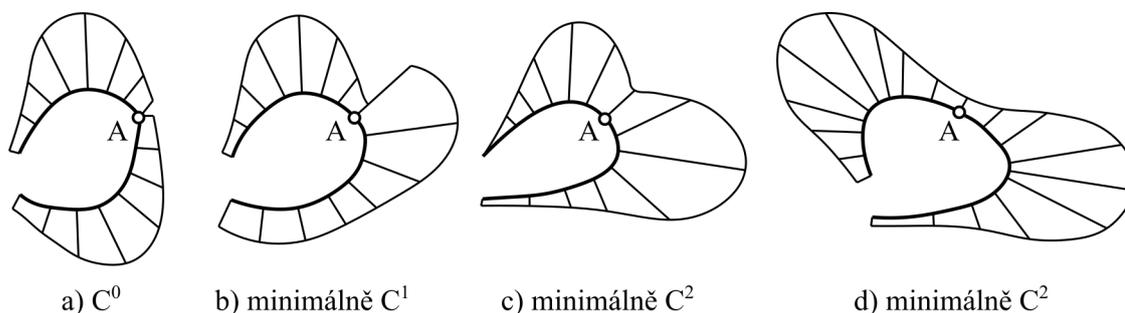 A
A
A
A
a) C⁰
b) minimálně C¹
c) minimálně C²
d) minimálně C²